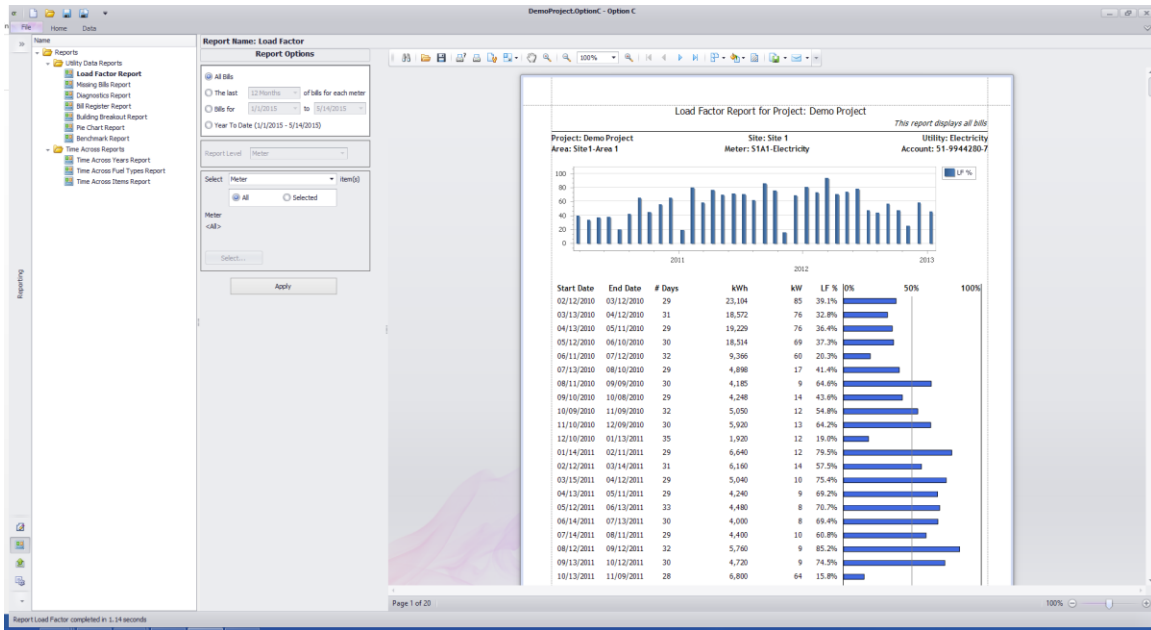 DemoProject.OptionC - Option C
File Home Data
Name
Reports
Utility Data Reports
Load Factor Report
Missing Bills Report
Diagnostics Report
Bill Register Report
Building Breakout Report
Pie Chart Report
Benchmark Report
Time Across Reports
Time Across Years Report
Time Across Fuel Types Report
Time Across Items Report
Reporting
Report Name: Load Factor
Report Options
All Bills
The last 12 Months of bills for each meter
Bills for 1/1/2015 to 5/14/2015
Year To Date (1/1/2015 - 5/14/2015)
Report Level Meter
Select Meter item(s)
All Selected
Meter
<All>
Select...
Apply
100%
Load Factor Report for Project: Demo Project
This report displays all bills
Project: Demo Project Site: Site 1 Utility: Electricity
Area: Site1-Area 1 Meter: S1A1-Electricity Account: 51-9944280-7
LF %
100
80
60
40
20
0
2011 2012 2013
Start Date End Date # Days kWh kW LF % 0% 50% 100%
02/12/2010 03/12/2010 29 23,104 85 39.1%
03/13/2010 04/12/2010 31 18,572 76 32.8%
04/13/2010 05/11/2010 29 19,229 76 36.4%
05/12/2010 06/10/2010 30 18,514 69 37.3%
06/11/2010 07/12/2010 32 9,366 60 20.3%
07/13/2010 08/10/2010 29 4,898 17 41.4%
08/11/2010 09/09/2010 30 4,185 9 64.6%
09/10/2010 10/08/2010 29 4,248 14 43.6%
10/09/2010 11/09/2010 32 5,050 12 54.8%
11/10/2010 12/09/2010 30 5,920 13 64.2%
12/10/2010 01/13/2011 35 1,920 12 19.0%
01/14/2011 02/11/2011 29 6,640 12 79.5%
02/12/2011 03/14/2011 31 6,160 14 57.5%
03/15/2011 04/12/2011 29 5,040 10 75.4%
04/13/2011 05/11/2011 29 4,240 9 69.2%
05/12/2011 06/13/2011 33 4,480 8 70.7%
06/14/2011 07/13/2011 30 4,000 8 69.4%
07/14/2011 08/11/2011 29 4,400 10 60.8%
08/12/2011 09/12/2011 32 5,760 9 85.2%
09/13/2011 10/12/2011 30 4,720 9 74.5%
10/13/2011 11/09/2011 28 6,800 64 15.8%
Page 1 of 20
100%
Report Load Factor completed in 1.14 seconds